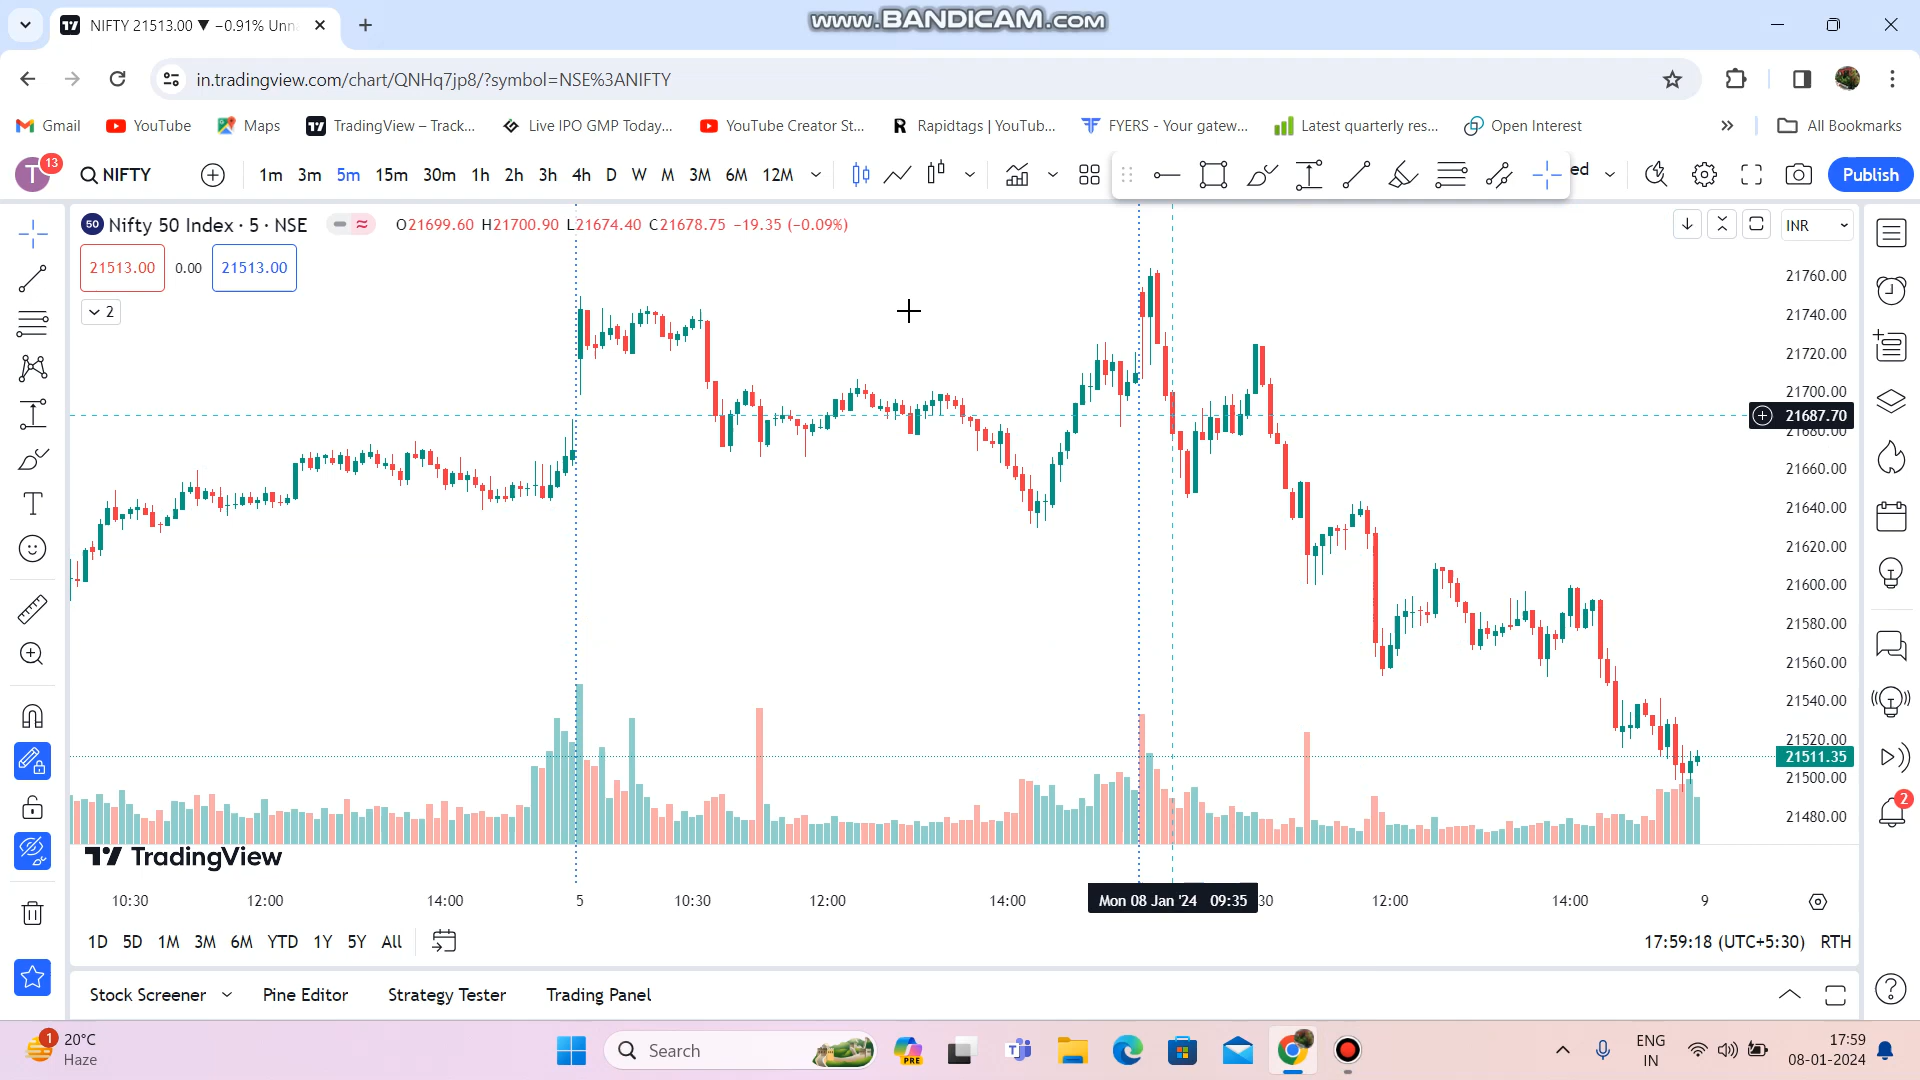 NIFTY 21513.00 ▼ −0.91% Unna
www.BANDICAM.com
in.tradingview.com/chart/QNHq7jp8/?symbol=NSE%3ANIFTY
Gmail YouTube Maps TradingView – Track... Live IPO GMP Today... YouTube Creator St... Rapidtags | YouTub... FYERS - Your gatew... Latest quarterly res... Open Interest » All Bookmarks
T 13 NIFTY 1m 3m 5m 15m 30m 1h 2h 3h 4h D W M 3M 6M 12M ed Publish
50 Nifty 50 Index · 5 · NSE O21699.60 H21700.90 L21674.40 C21678.75 −19.35 (−0.09%) INR
21513.00 0.00 21513.00
2
21760.00
21740.00
21720.00
21700.00
21687.70
21680.00
21660.00
21640.00
21620.00
21600.00
21580.00
21560.00
21540.00
21520.00
21511.35
21500.00
21480.00
2
TradingView
10:30 12:00 14:00 5 10:30 12:00 14:00 Mon 08 Jan '24 09:35 30 12:00 14:00 9
1D 5D 1M 3M 6M YTD 1Y 5Y All 17:59:18 (UTC+5:30) RTH
Stock Screener Pine Editor Strategy Tester Trading Panel
1 20°C
Haze
Search
PRE
ENG
IN
17:59
08-01-2024